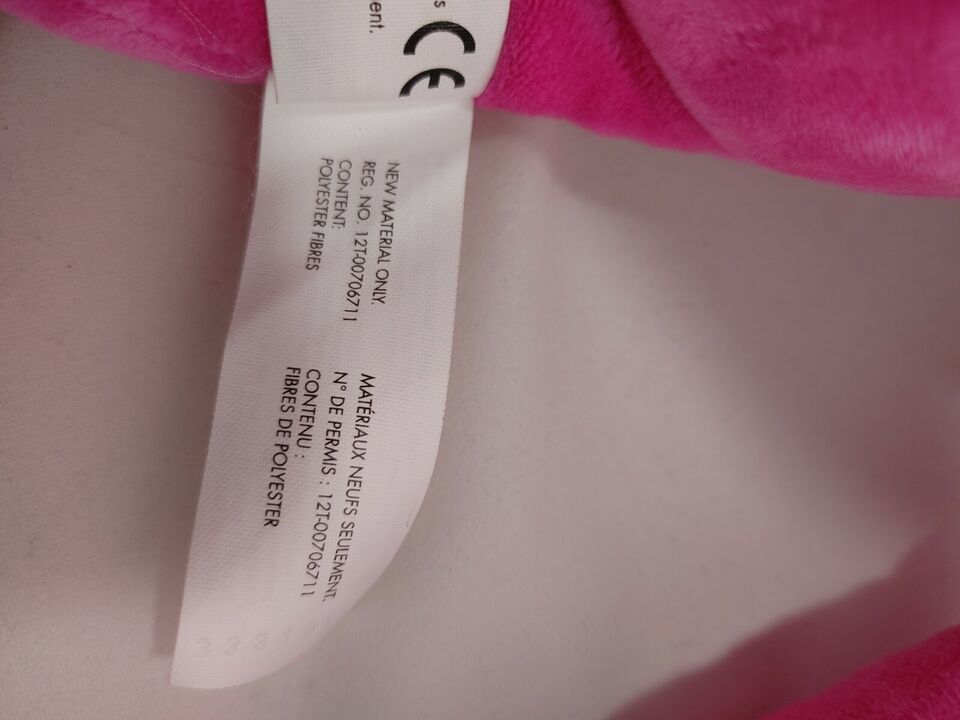 s
ent.
CE
NEW MATERIAL ONLY.
REG. NO. 12T-00706711
CONTENT:
POLYESTER FIBRES
MATÉRIAUX NEUFS SEULEMENT.
N° DE PERMIS : 12T-00706711
CONTENU :
FIBRES DE POLYESTER